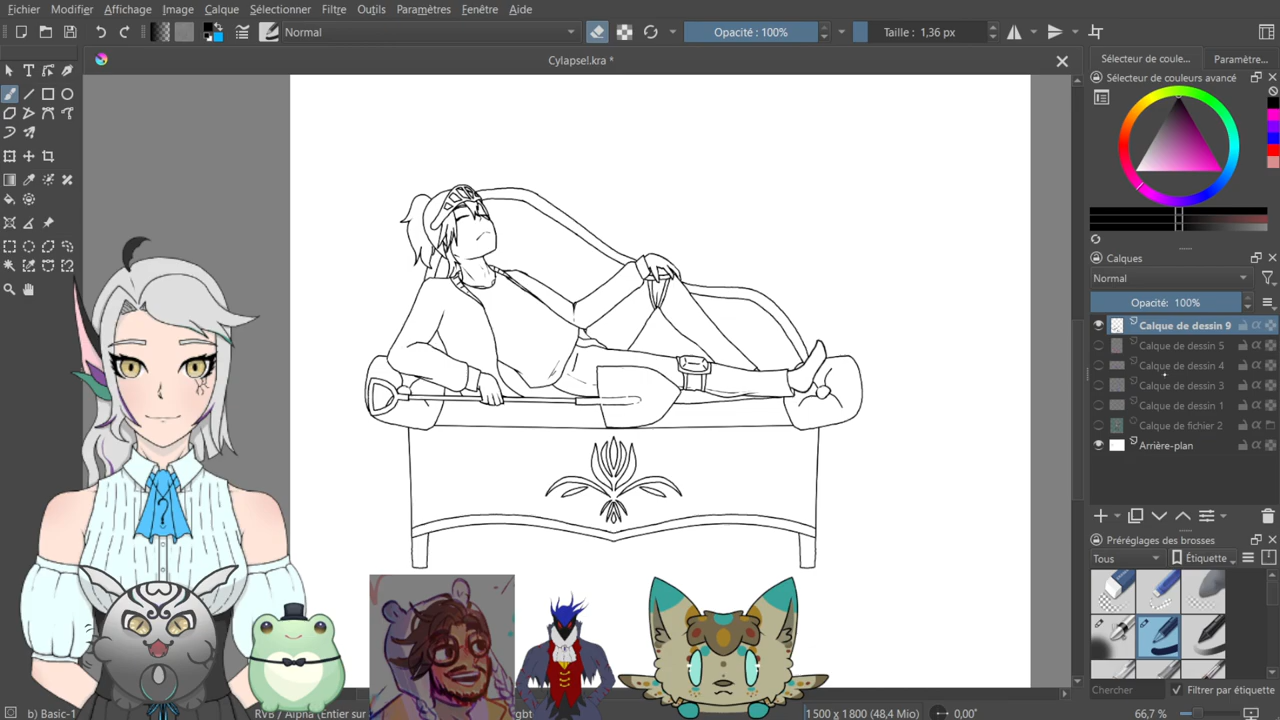 Fichier Modifier Affichage Image Calque Sélectionner Filtre Outils Paramètres Fenêtre Aide
Normal Opacité : 100% Taille : 1,36 px
Cylapsel.kra *
Sélecteur de coule... Paramètre...
Sélecteur de couleurs avancé
Calques
Normal
Opacité: 100%
Calque de dessin 9
Calque de dessin 5
Calque de dessin 4
Calque de dessin 3
Calque de dessin 1
Calque de fichier 2
Arrière-plan
Préréglages des brosses
Tous Étiquette
Chercher Filtrer par étiquette
b) Basic-1 RVB / Alpha (Entier sur 1 500 x 1 800 (48,4 Mio) 0,00° 66,7 %